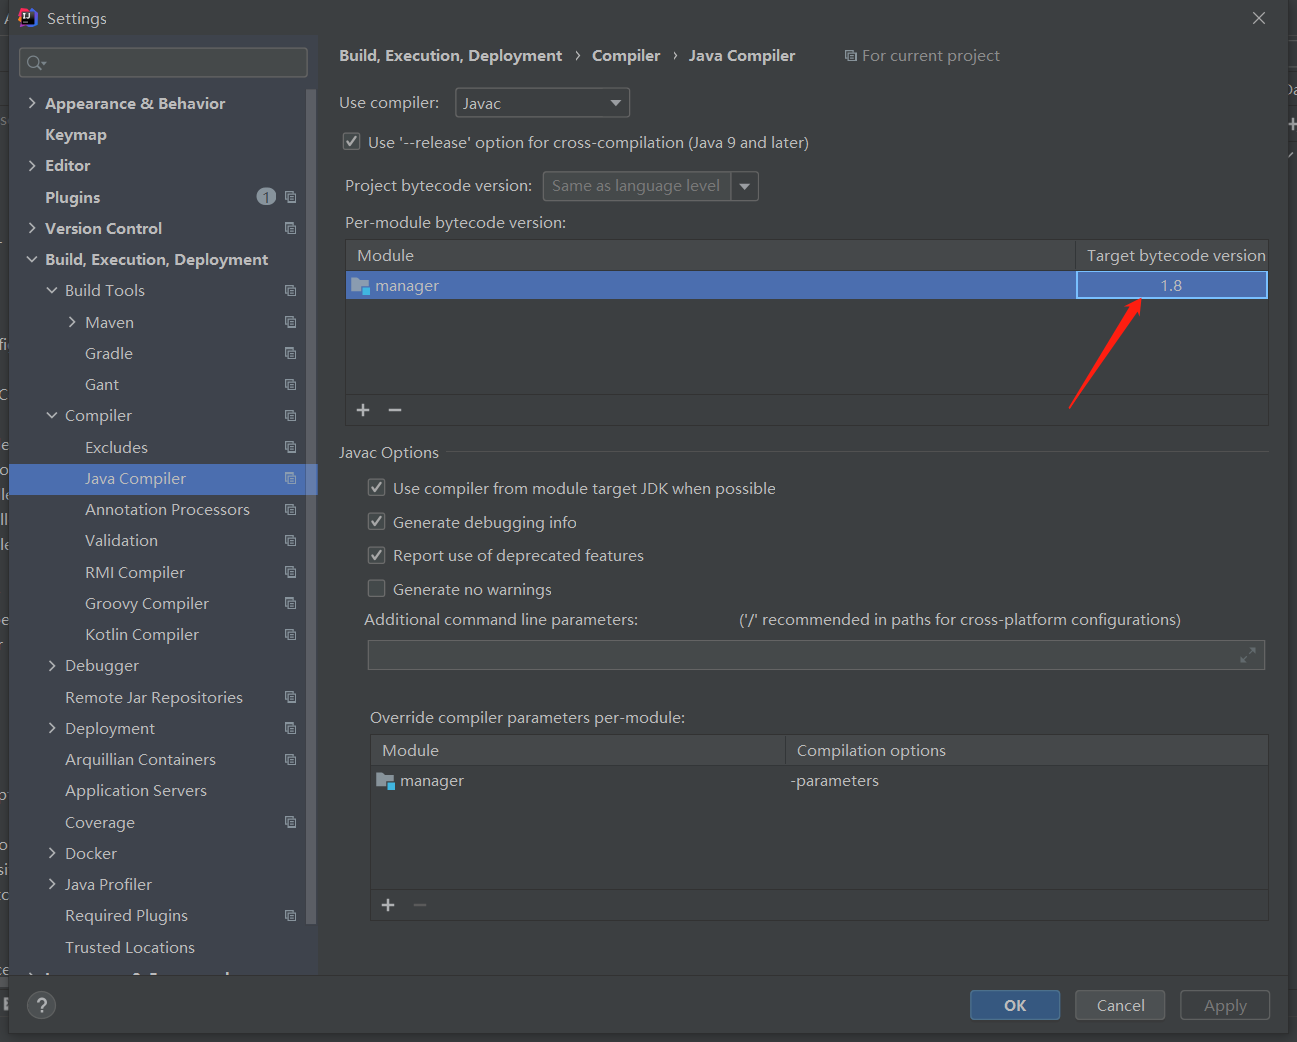 Settings
Appearance & Behavior
Keymap
Editor
Plugins 1
Version Control
Build, Execution, Deployment
Build Tools
Maven
Gradle
Gant
Compiler
Excludes
Java Compiler
Annotation Processors
Validation
RMI Compiler
Groovy Compiler
Kotlin Compiler
Debugger
Remote Jar Repositories
Deployment
Arquillian Containers
Application Servers
Coverage
Docker
Java Profiler
Required Plugins
Trusted Locations
Build, Execution, Deployment › Compiler › Java Compiler For current project
Use compiler: Javac
Use '--release' option for cross-compilation (Java 9 and later)
Project bytecode version: Same as language level
Per-module bytecode version:
Module Target bytecode version
manager 1.8
Javac Options
Use compiler from module target JDK when possible
Generate debugging info
Report use of deprecated features
Generate no warnings
Additional command line parameters: ('/' recommended in paths for cross-platform configurations)
Override compiler parameters per-module:
Module Compilation options
manager -parameters
? OK Cancel Apply